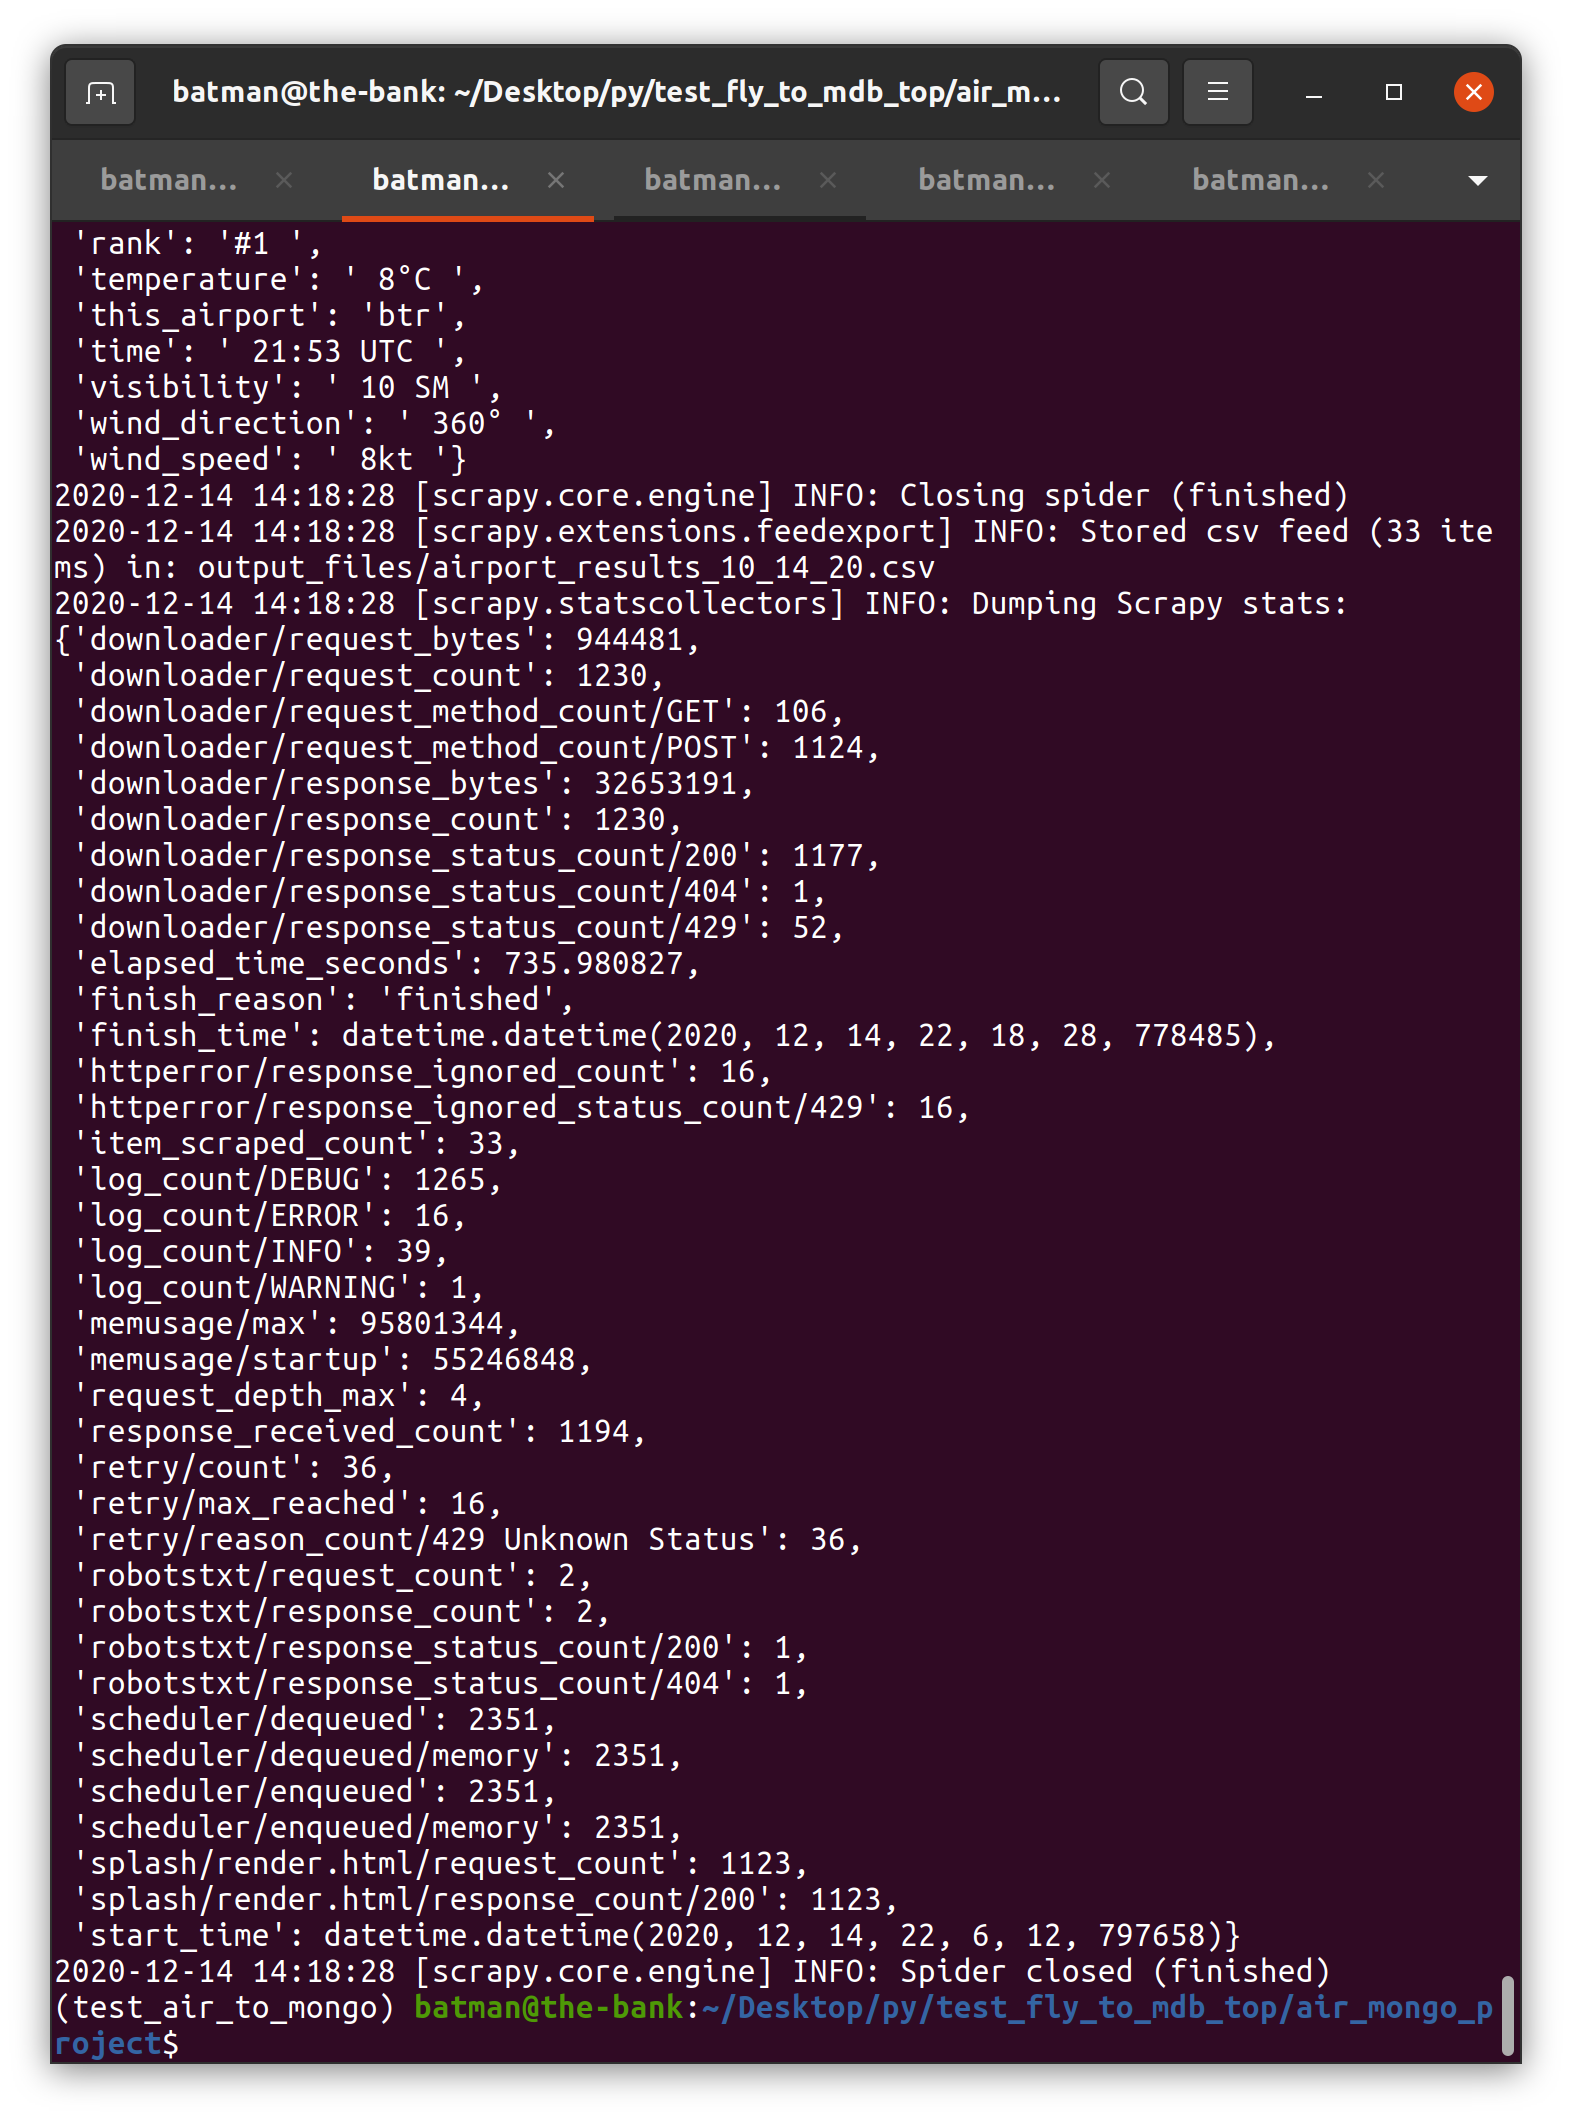 batman@the-bank: ~/Desktop/py/test_fly_to_mdb_top/air_m...
batman... batman... batman... batman... batman...
'rank': '#1 ',
'temperature': ' 8°C ',
'this_airport': 'btr',
'time': ' 21:53 UTC ',
'visibility': ' 10 SM ',
'wind_direction': ' 360° ',
'wind_speed': ' 8kt '}
2020-12-14 14:18:28 [scrapy.core.engine] INFO: Closing spider (finished)
2020-12-14 14:18:28 [scrapy.extensions.feedexport] INFO: Stored csv feed (33 ite
ms) in: output_files/airport_results_10_14_20.csv
2020-12-14 14:18:28 [scrapy.statscollectors] INFO: Dumping Scrapy stats:
{'downloader/request_bytes': 944481,
'downloader/request_count': 1230,
'downloader/request_method_count/GET': 106,
'downloader/request_method_count/POST': 1124,
'downloader/response_bytes': 32653191,
'downloader/response_count': 1230,
'downloader/response_status_count/200': 1177,
'downloader/response_status_count/404': 1,
'downloader/response_status_count/429': 52,
'elapsed_time_seconds': 735.980827,
'finish_reason': 'finished',
'finish_time': datetime.datetime(2020, 12, 14, 22, 18, 28, 778485),
'httperror/response_ignored_count': 16,
'httperror/response_ignored_status_count/429': 16,
'item_scraped_count': 33,
'log_count/DEBUG': 1265,
'log_count/ERROR': 16,
'log_count/INFO': 39,
'log_count/WARNING': 1,
'memusage/max': 95801344,
'memusage/startup': 55246848,
'request_depth_max': 4,
'response_received_count': 1194,
'retry/count': 36,
'retry/max_reached': 16,
'retry/reason_count/429 Unknown Status': 36,
'robotstxt/request_count': 2,
'robotstxt/response_count': 2,
'robotstxt/response_status_count/200': 1,
'robotstxt/response_status_count/404': 1,
'scheduler/dequeued': 2351,
'scheduler/dequeued/memory': 2351,
'scheduler/enqueued': 2351,
'scheduler/enqueued/memory': 2351,
'splash/render.html/request_count': 1123,
'splash/render.html/response_count/200': 1123,
'start_time': datetime.datetime(2020, 12, 14, 22, 6, 12, 797658)}
2020-12-14 14:18:28 [scrapy.core.engine] INFO: Spider closed (finished)
(test_air_to_mongo) batman@the-bank:~/Desktop/py/test_fly_to_mdb_top/air_mongo_p
roject$